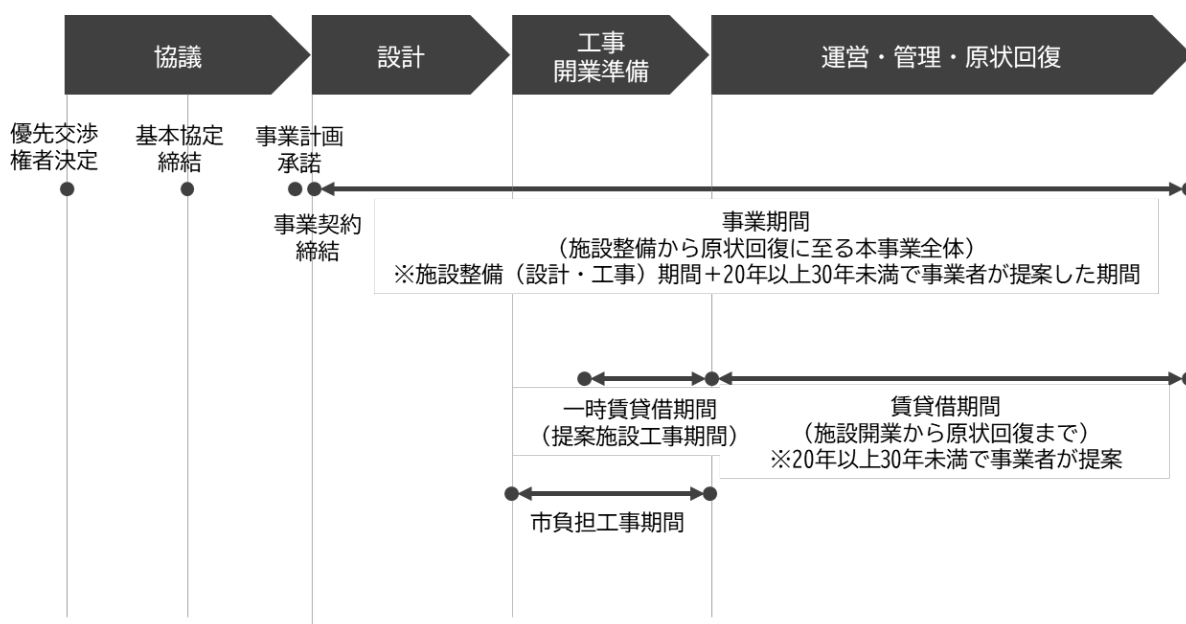 協議
設計
工事
開業準備
運営・管理・原状回復
優先交渉
権者決定
基本協定
締結
事業計画
承諾
事業契約
締結
事業期間
（施設整備から原状回復に至る本事業全体）
※施設整備（設計・工事）期間＋20年以上30年未満で事業者が提案した期間
一時賃貸借期間
（提案施設工事期間）
賃貸借期間
（施設開業から原状回復まで）
※20年以上30年未満で事業者が提案
市負担工事期間